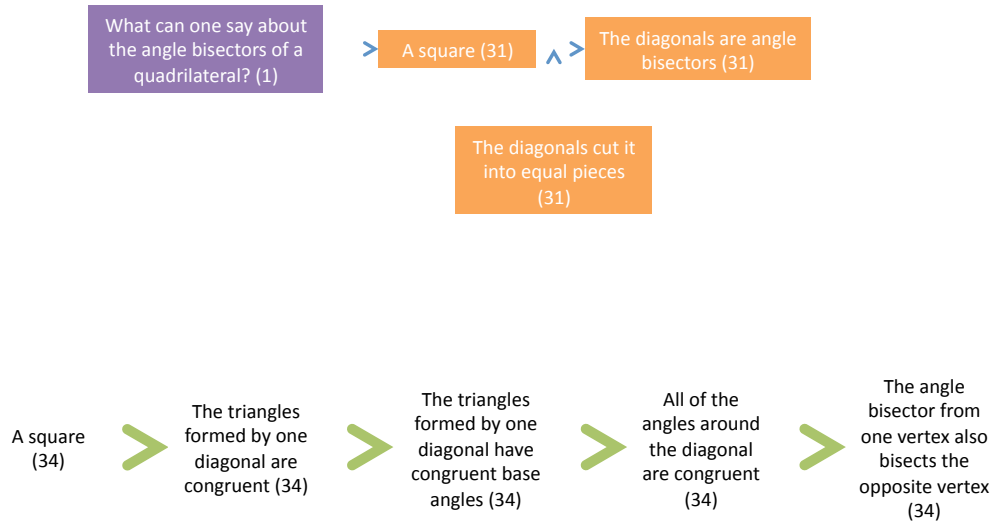 What can one say about
the angle bisectors of a
quadrilateral? (1)
A square (31)
The diagonals are angle
bisectors (31)
The diagonals cut it
into equal pieces
(31)
A square
(34)
The triangles
formed by one
diagonal are
congruent (34)
The triangles
formed by one
diagonal have
congruent base
angles (34)
All of the
angles around
the diagonal
are congruent
(34)
The angle
bisector from
one vertex also
bisects the
opposite vertex
(34)